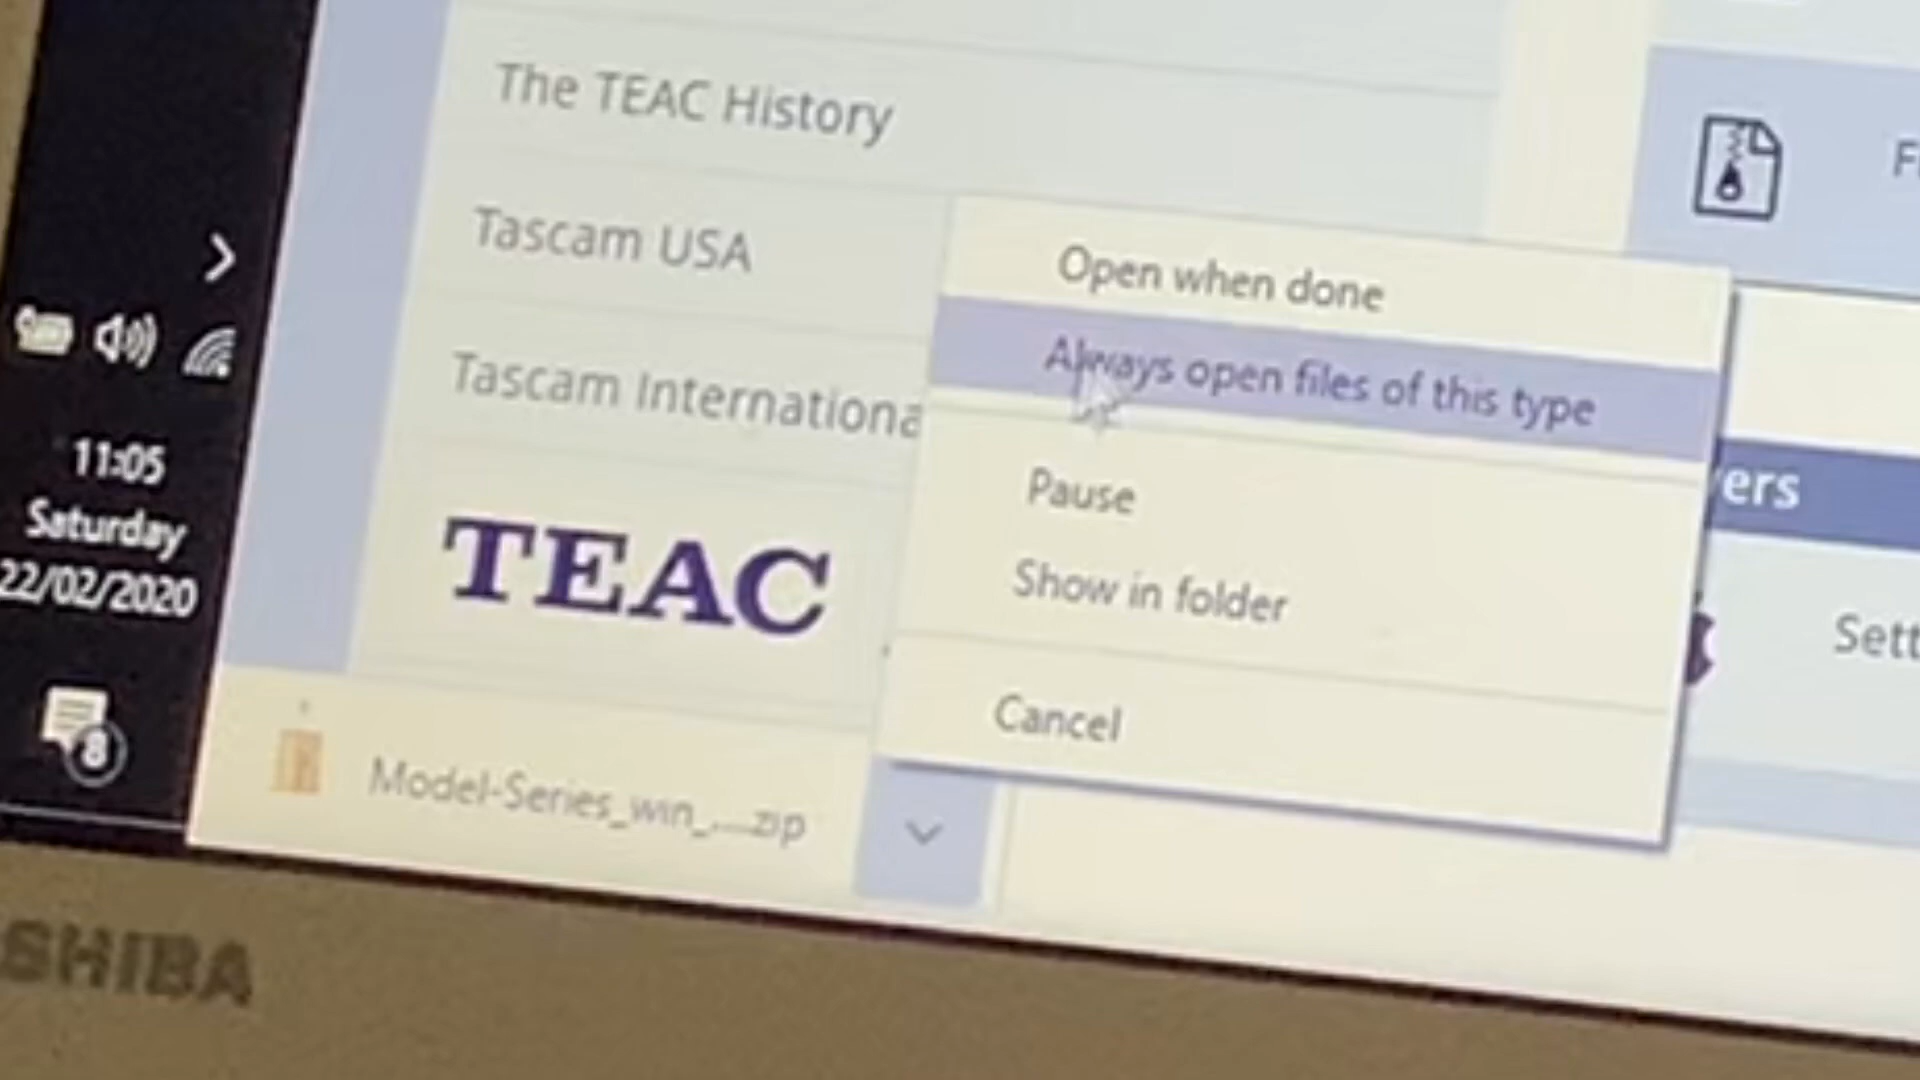 The TEAC History
Tascam USA
Tascam Internationa
TEAC
Open when done
Always open files of this type
Pause
Show in folder
Cancel
ers
Sett
11:05
Saturday
22/02/2020
8
Model-Series_win_....zip
SHIBA